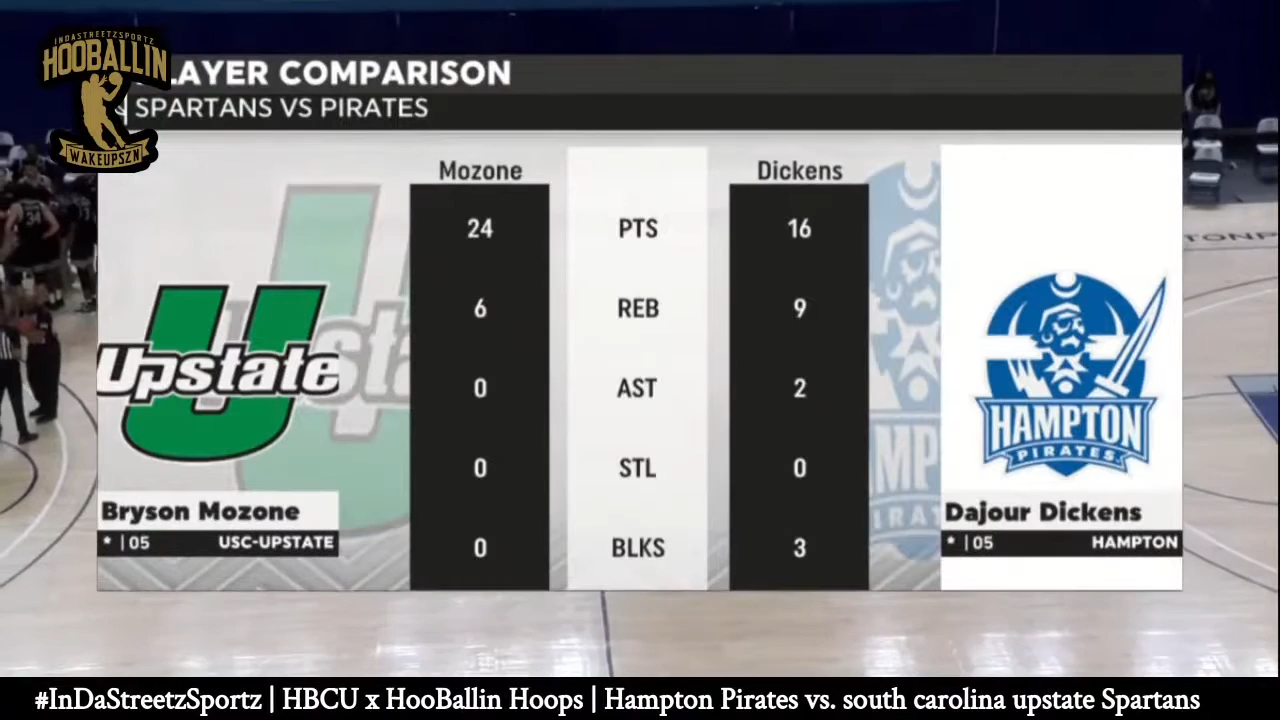 INDASTREETZSPORTZ
HOOBALLIN
WAKEUPSZN
LAYER COMPARISON
SPARTANS VS PIRATES
Mozone Dickens
24 PTS 16
6 REB 9
0 AST 2
0 STL 0
0 BLKS 3
Upstate
HAMPTON
PIRATES
Bryson Mozone
* | 05 USC-UPSTATE
Dajour Dickens
* | 05 HAMPTON
34
TONP
#InDaStreetzSportz | HBCU x HooBallin Hoops | Hampton Pirates vs. south carolina upstate Spartans